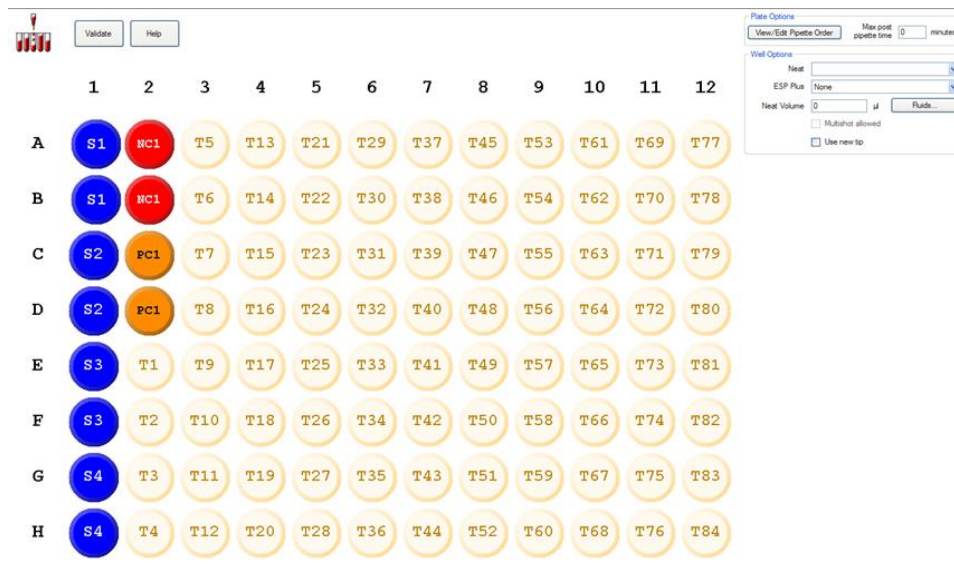 Validate Help
Plate Options
View/Edit Pipette Order Max post pipette time 0 minutes
Well Options
Neat
ESP Plus None
Neat Volume 0 µl Fluids...
Multishot allowed
Use new tip
1 2 3 4 5 6 7 8 9 10 11 12
A S1 NC1 T5 T13 T21 T29 T37 T45 T53 T61 T69 T77
B S1 NC1 T6 T14 T22 T30 T38 T46 T54 T62 T70 T78
C S2 PC1 T7 T15 T23 T31 T39 T47 T55 T63 T71 T79
D S2 PC1 T8 T16 T24 T32 T40 T48 T56 T64 T72 T80
E S3 T1 T9 T17 T25 T33 T41 T49 T57 T65 T73 T81
F S3 T2 T10 T18 T26 T34 T42 T50 T58 T66 T74 T82
G S4 T3 T11 T19 T27 T35 T43 T51 T59 T67 T75 T83
H S4 T4 T12 T20 T28 T36 T44 T52 T60 T68 T76 T84